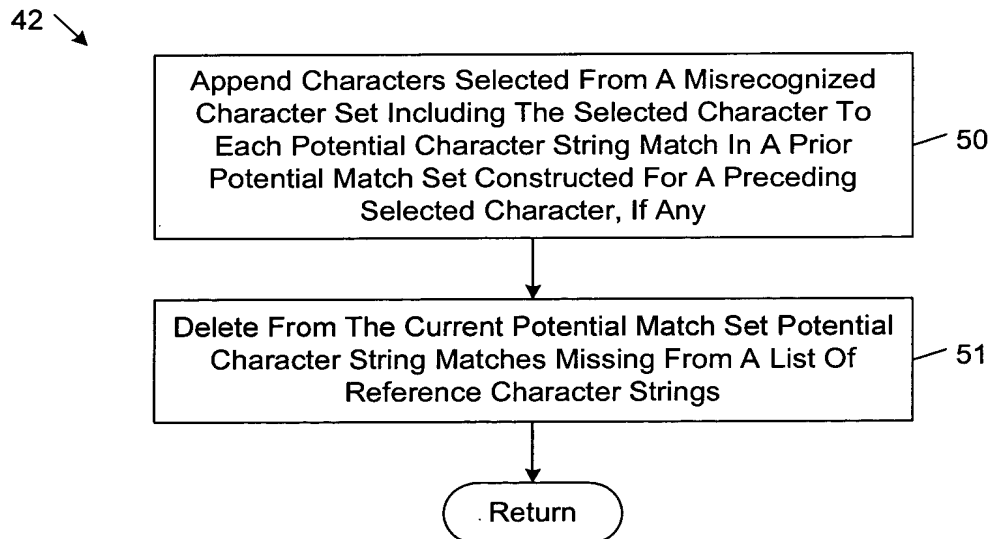 42
Append Characters Selected From A Misrecognized
Character Set Including The Selected Character To
Each Potential Character String Match In A Prior
Potential Match Set Constructed For A Preceding
Selected Character, If Any
50
Delete From The Current Potential Match Set Potential
Character String Matches Missing From A List Of
Reference Character Strings
51
Return